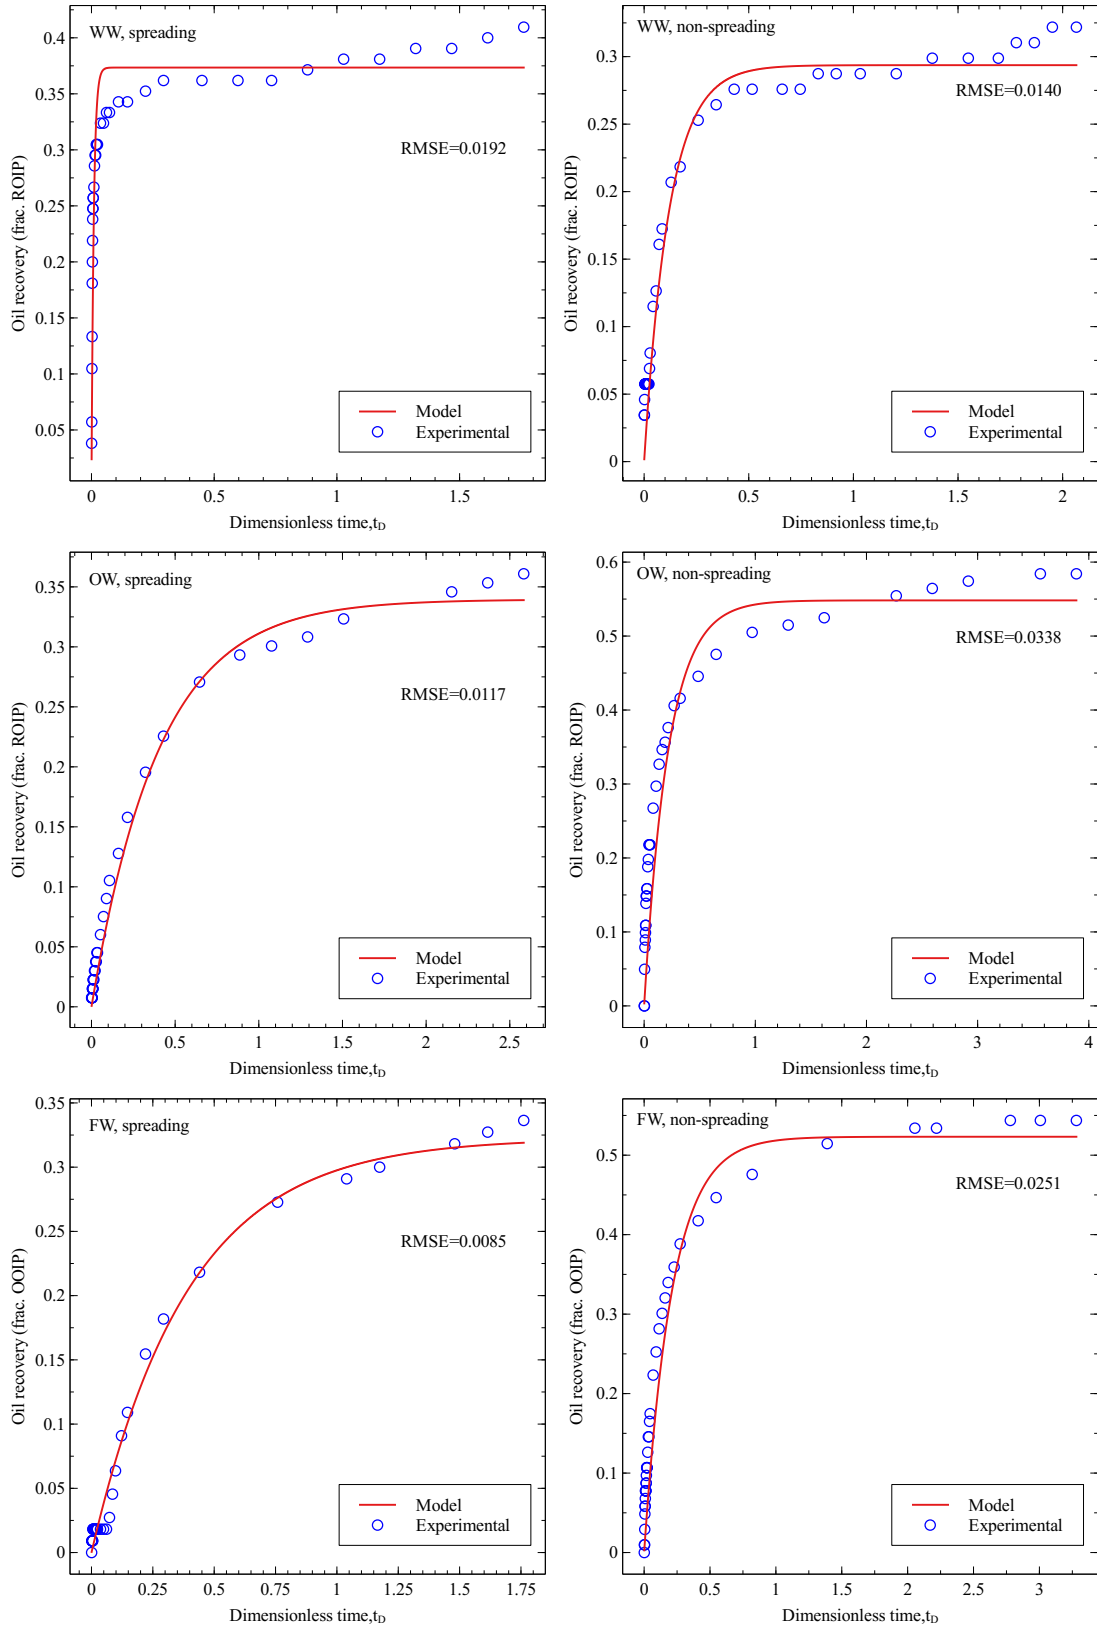 WW, spreading
RMSE=0.0192
Oil recovery (frac. ROIP)
0.4
0.35
0.3
0.25
0.2
0.15
0.1
0.05
Model
Experimental
0 0.5 1 1.5
Dimensionless time,tD
WW, non-spreading
RMSE=0.0140
Oil recovery (frac. ROIP)
0.3
0.25
0.2
0.15
0.1
0.05
0
Model
Experimental
0 0.5 1 1.5 2
Dimensionless time,tD
OW, spreading
RMSE=0.0117
Oil recovery (frac. ROIP)
0.35
0.3
0.25
0.2
0.15
0.1
0.05
0
Model
Experimental
0 0.5 1 1.5 2 2.5
Dimensionless time,tD
OW, non-spreading
RMSE=0.0338
Oil recovery (frac. ROIP)
0.6
0.5
0.4
0.3
0.2
0.1
0
Model
Experimental
0 1 2 3 4
Dimensionless time,tD
FW, spreading
RMSE=0.0085
Oil recovery (frac. OOIP)
0.35
0.3
0.25
0.2
0.15
0.1
0.05
0
Model
Experimental
0 0.25 0.5 0.75 1 1.25 1.5 1.75
Dimensionless time,tD
FW, non-spreading
RMSE=0.0251
Oil recovery (frac. OOIP)
0.5
0.4
0.3
0.2
0.1
0
Model
Experimental
0 0.5 1 1.5 2 2.5 3
Dimensionless time,tD